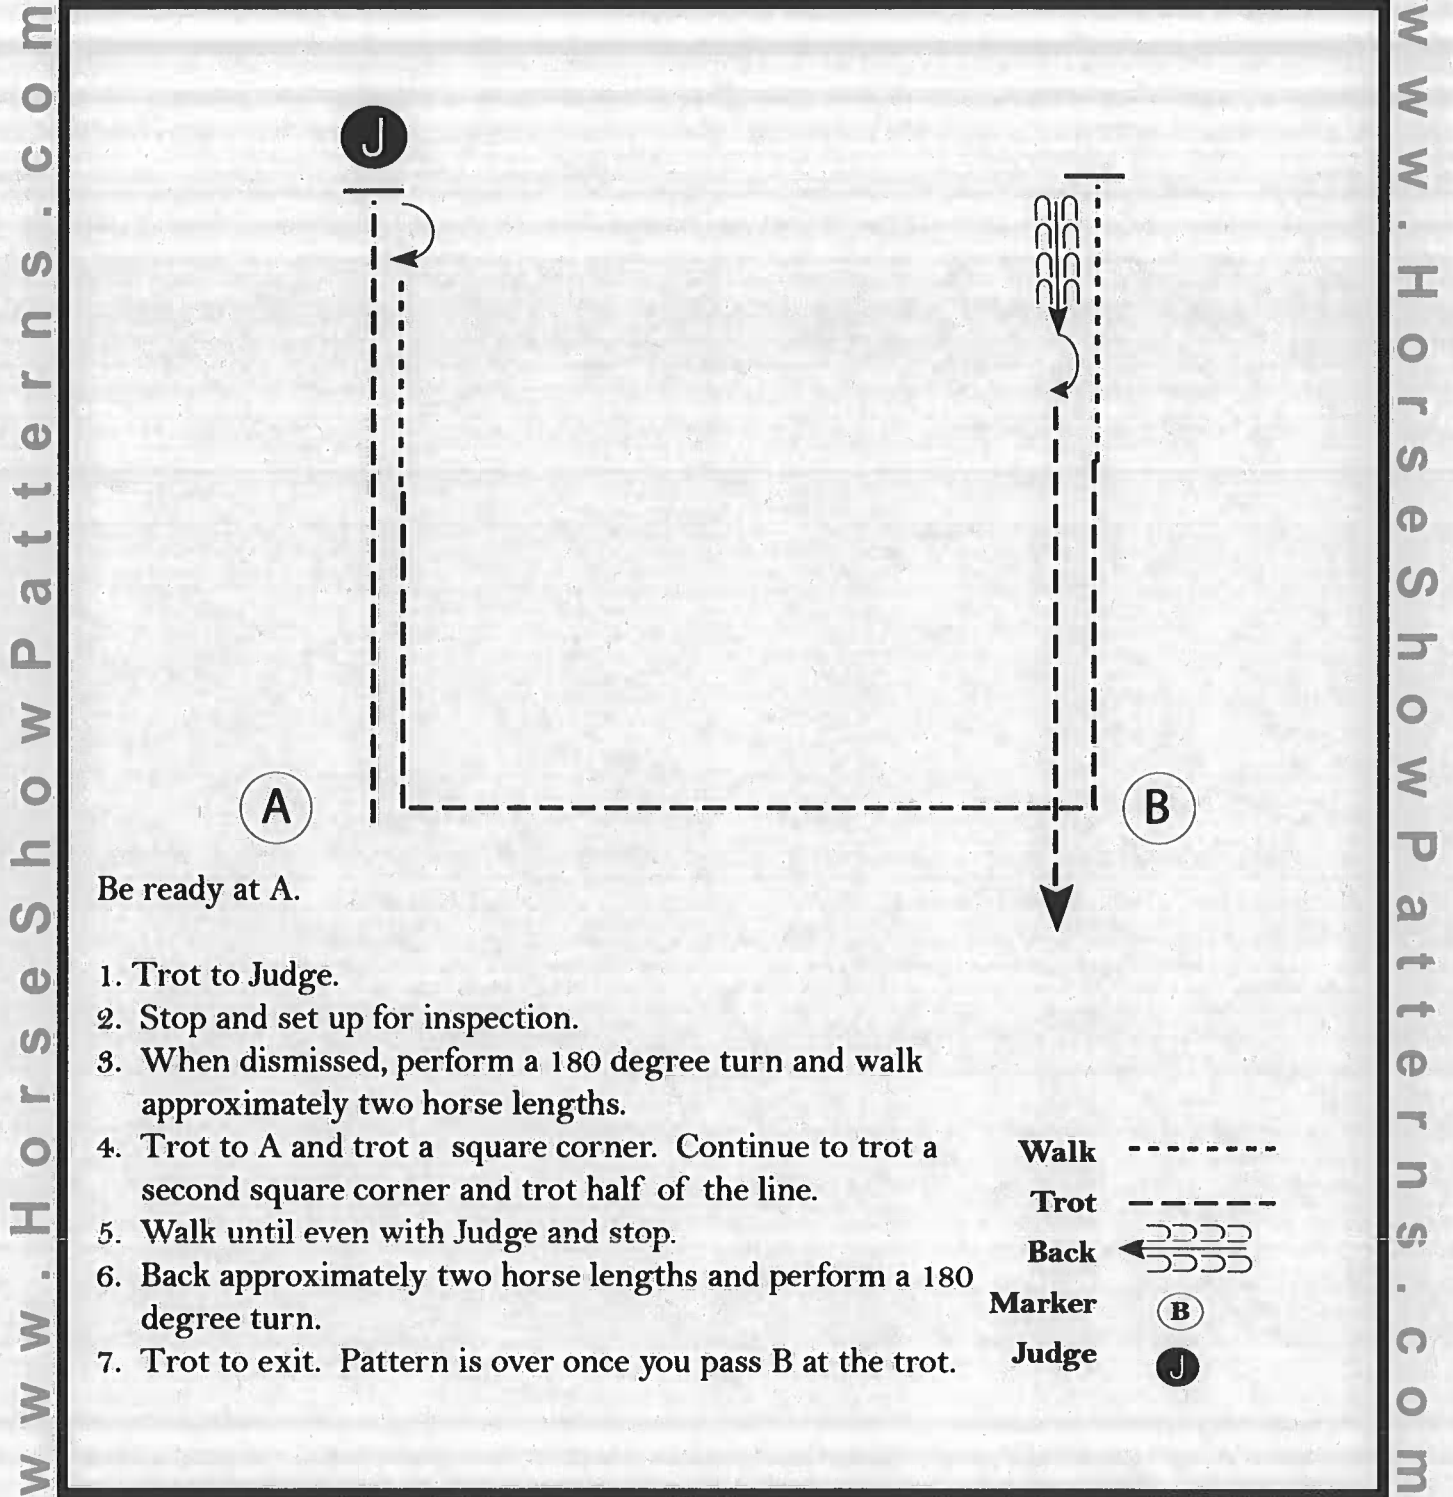 www.HorseShowPatterns.com
J
A
B
Be ready at A.
1. Trot to Judge.
2. Stop and set up for inspection.
3. When dismissed, perform a 180 degree turn and walk
approximately two horse lengths.
4. Trot to A and trot a square corner. Continue to trot a
second square corner and trot half of the line.
5. Walk until even with Judge and stop.
6. Back approximately two horse lengths and perform a 180
degree turn.
7. Trot to exit. Pattern is over once you pass B at the trot.
Walk
Trot
Back
Marker B
Judge J
www.HorseShowPatterns.com